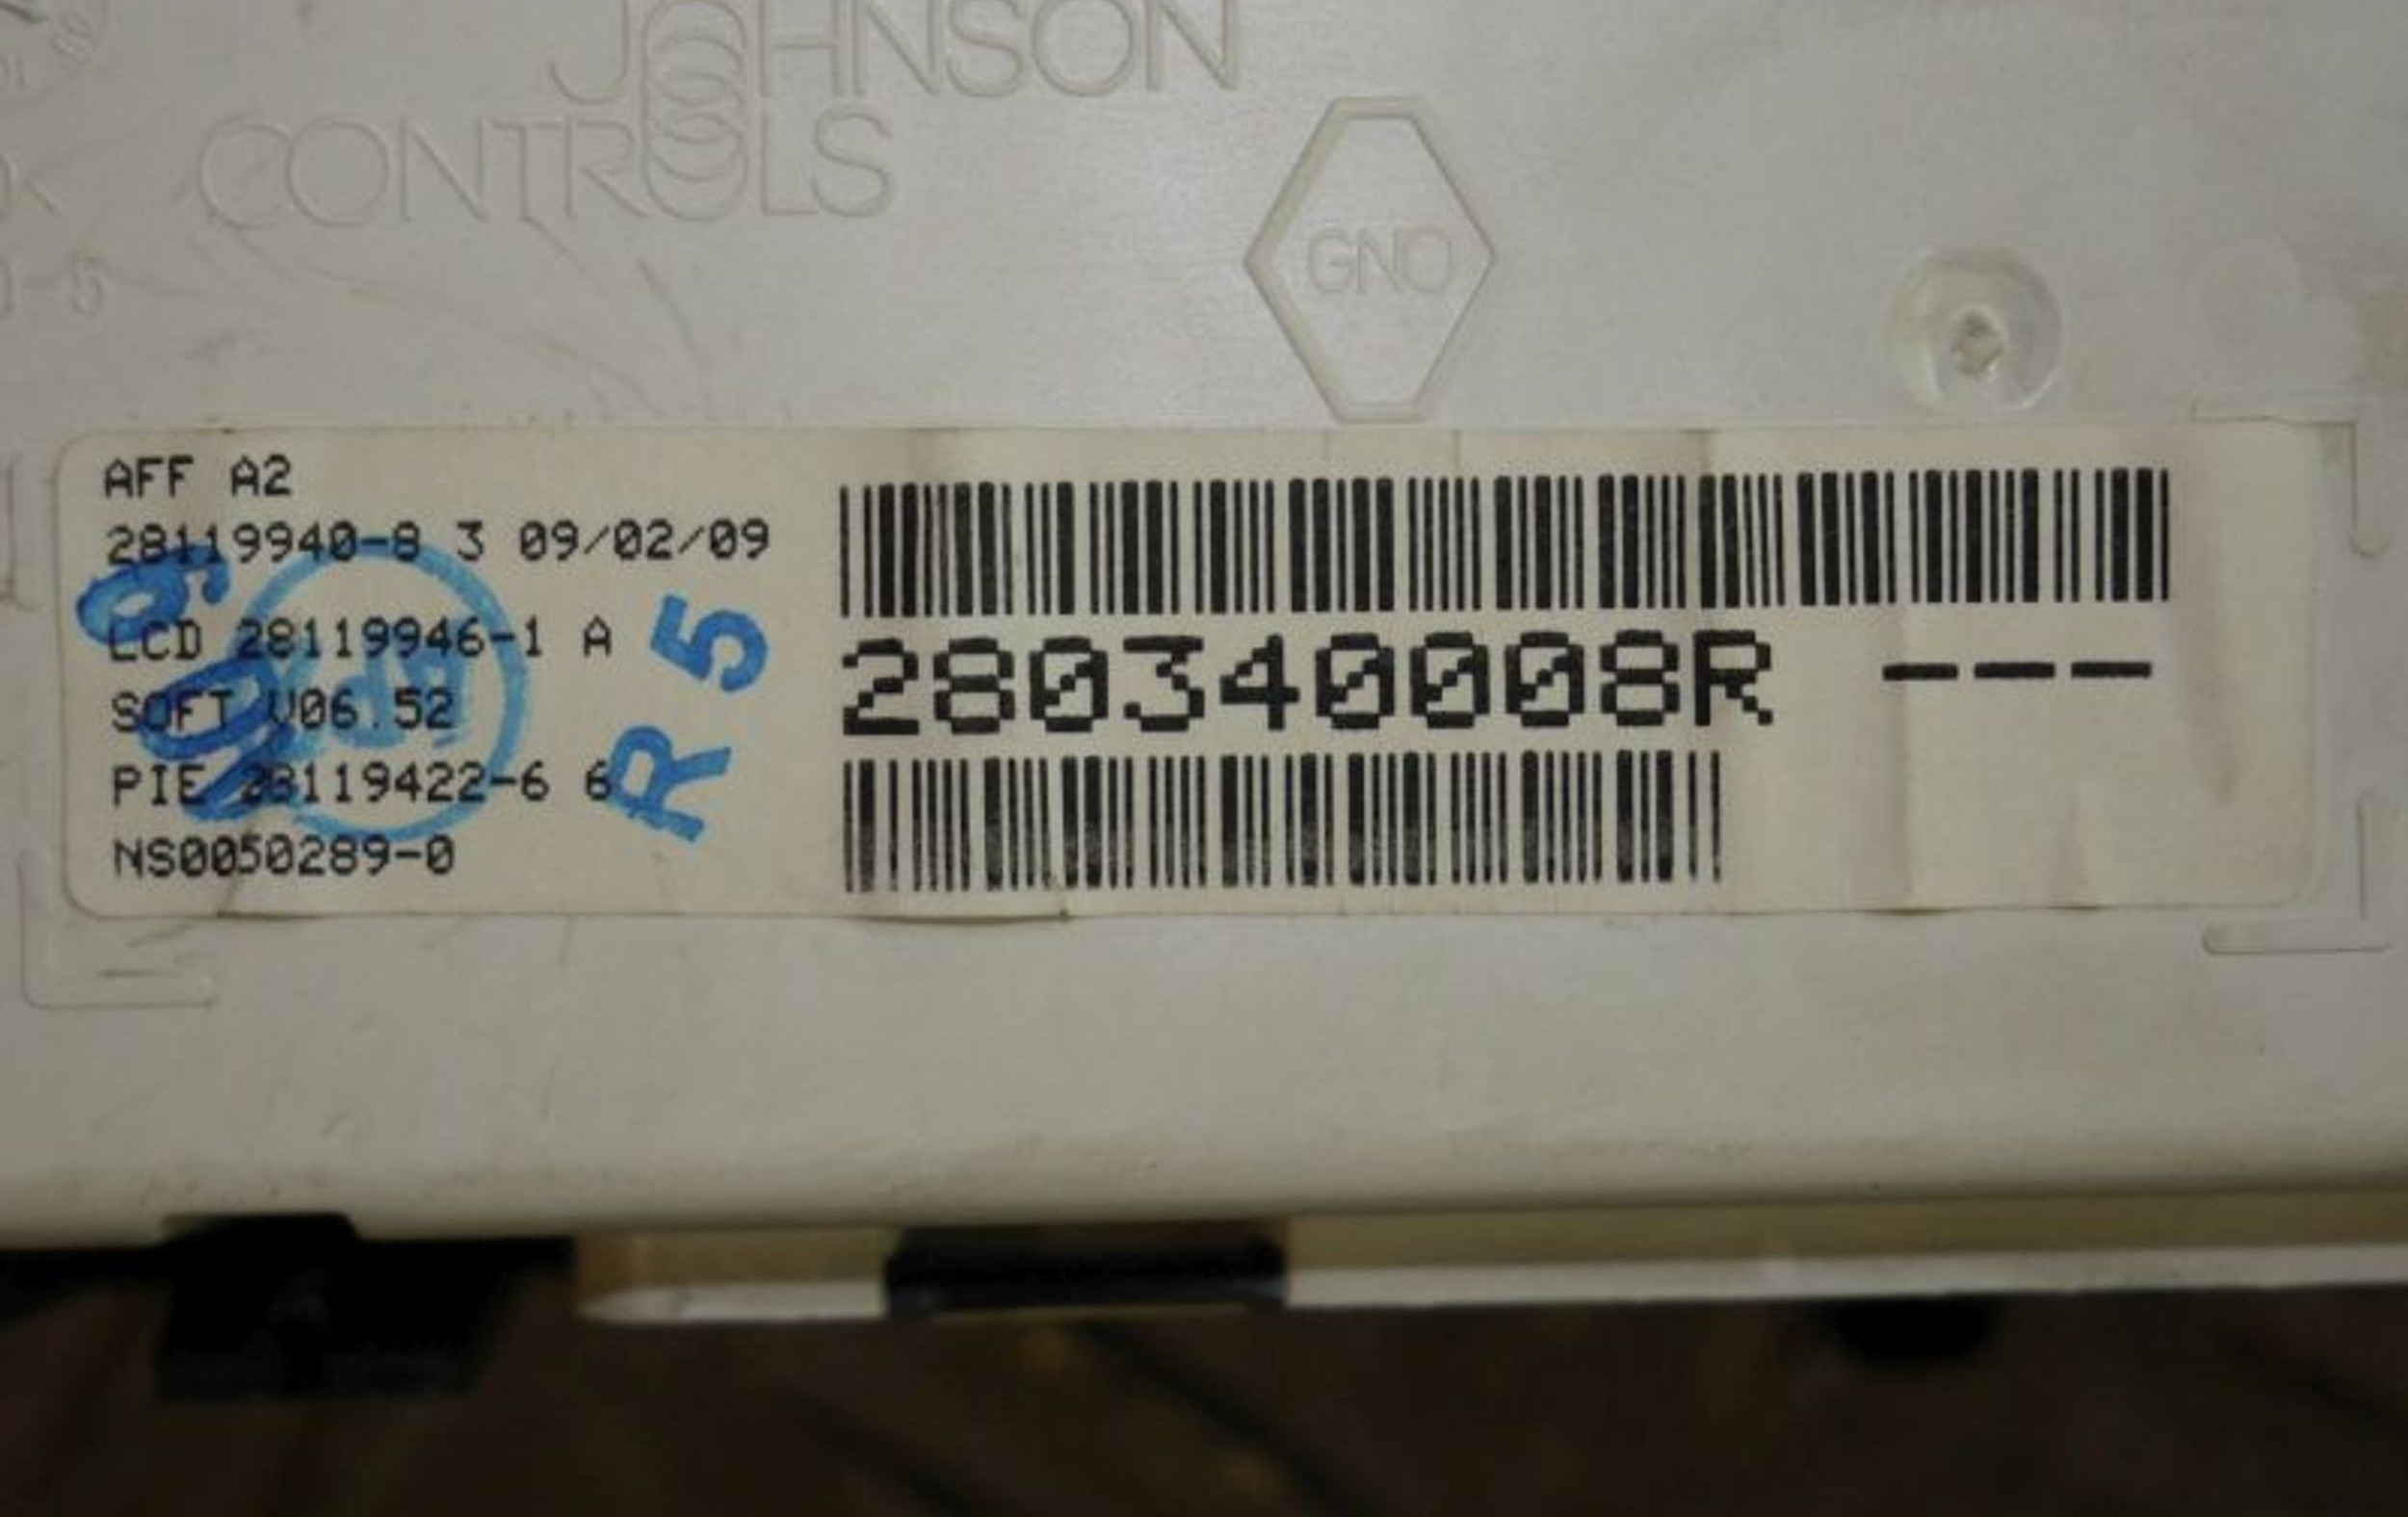 JOHNSON
CONTROLS
GNO
AFF A2
28119940-8 3 09/02/09
LCD 28119946-1 A
SOFT V06.52
PIE 28119422-6 6
NS0050289-0
R 5
280340008R ---